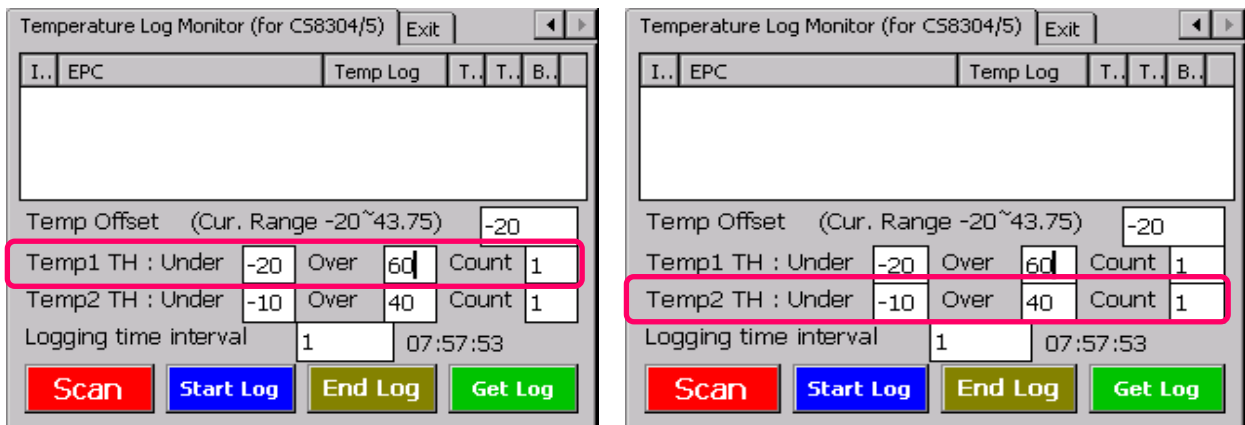 Temperature Log Monitor (for CS8304/5) Exit
I.. EPC Temp Log T.. T.. B..
Temp Offset (Cur. Range -20~43.75) -20
Temp1 TH : Under -20 Over 60 Count 1
Temp2 TH : Under -10 Over 40 Count 1
Logging time interval 1 07:57:53
Scan Start Log End Log Get Log
Temperature Log Monitor (for CS8304/5) Exit
I.. EPC Temp Log T.. T.. B..
Temp Offset (Cur. Range -20~43.75) -20
Temp1 TH : Under -20 Over 60 Count 1
Temp2 TH : Under -10 Over 40 Count 1
Logging time interval 1 07:57:53
Scan Start Log End Log Get Log